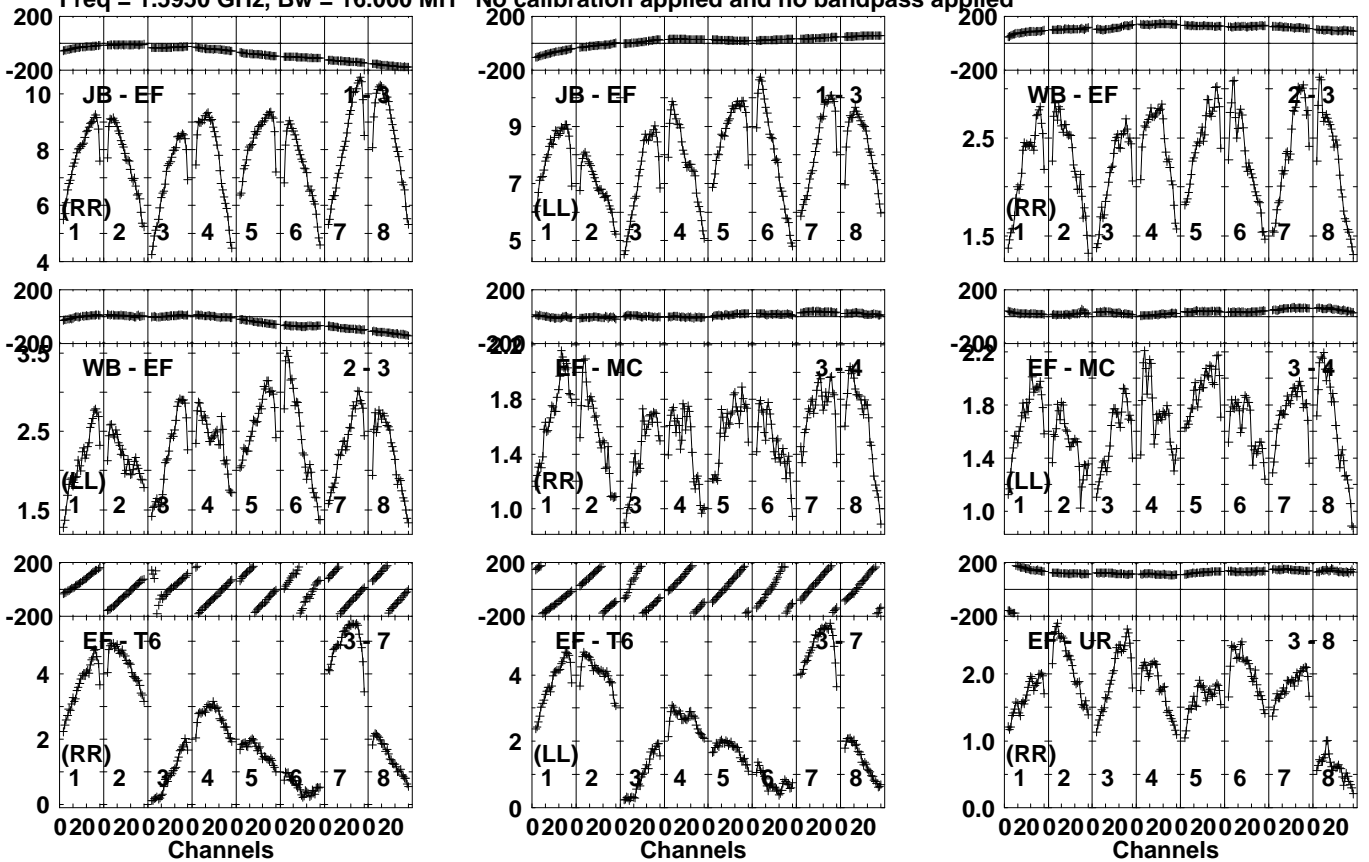 Freq = 1.5950 GHz, Bw = 16.000 MH No calibration applied and no bandpass applied
200 200 200
-200 -200 -200
JB - EF 1 - 3 JB - EF 1 - 3 WB - EF 2 - 3
10
8
6
4
9
7
5
2.5
1.5
(RR) (LL) (RR)
1 2 3 4 5 6 7 8 1 2 3 4 5 6 7 8 1 2 3 4 5 6 7 8
200 200 200
-200 -200 -200
WB - EF 2 - 3 EF - MC 3 - 4 EF - MC 3 - 4
3.5
2.5
1.5
2.2
1.8
1.4
1.0
2.2
1.8
1.4
1.0
(LL) (RR) (LL)
1 2 3 4 5 6 7 8 1 2 3 4 5 6 7 8 1 2 3 4 5 6 7 8
200 200 200
-200 -200 -200
EF - T6 3 - 7 EF - T6 3 - 7 EF - UR 3 - 8
4
2
0
4
2
0
2.0
1.0
0.0
(RR) (LL) (RR)
1 2 3 4 5 6 7 8 1 2 3 4 5 6 7 8 1 2 3 4 5 6 7 8
0 20 0 20 0 20 0 20 0 20 0 20 0 20 0 20 0 20 0 20 0 20 0 20 0 20 0 20 0 20 0 20 0 20 0 20 0 20 0 20 0 20 0 20 0 20 0 20
Channels Channels Channels